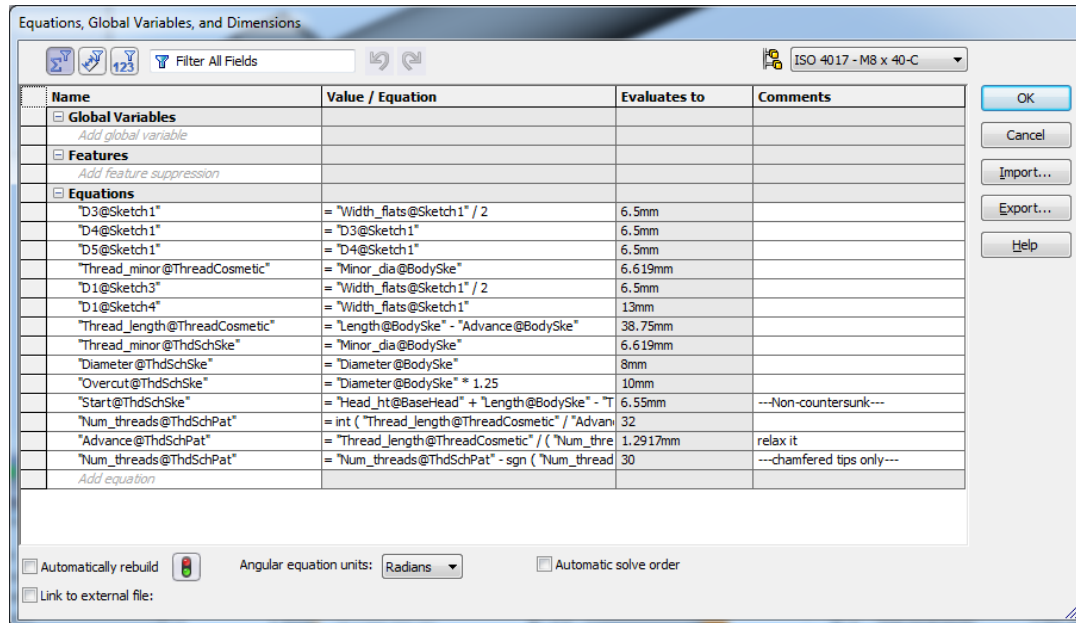 Equations, Global Variables, and Dimensions
Filter All Fields
ISO 4017 - M8 x 40-C
Name Value / Equation Evaluates to Comments
Global Variables
Add global variable
Features
Add feature suppression
Equations
"D3@Sketch1" = "Width_flats@Sketch1" / 2 6.5mm
"D4@Sketch1" = "D3@Sketch1" 6.5mm
"D5@Sketch1" = "D4@Sketch1" 6.5mm
"Thread_minor@ThreadCosmetic" = "Minor_dia@BodySke" 6.619mm
"D1@Sketch3" = "Width_flats@Sketch1" / 2 6.5mm
"D1@Sketch4" = "Width_flats@Sketch1" 13mm
"Thread_length@ThreadCosmetic" = "Length@BodySke" - "Advance@BodySke" 38.75mm
"Thread_minor@ThdSchSke" = "Minor_dia@BodySke" 6.619mm
"Diameter@ThdSchSke" = "Diameter@BodySke" 8mm
"Overcut@ThdSchSke" = "Diameter@BodySke" * 1.25 10mm
"Start@ThdSchSke" = "Head_ht@BaseHead" + "Length@BodySke" - "T 6.55mm ---Non-countersunk---
"Num_threads@ThdSchPat" = int ( "Thread_length@ThreadCosmetic" / "Advan 32
"Advance@ThdSchPat" = "Thread_length@ThreadCosmetic" / ( "Num_thre 1.2917mm relax it
"Num_threads@ThdSchPat" = "Num_threads@ThdSchPat" - sgn ( "Num_thread 30 ---chamfered tips only---
Add equation
OK
Cancel
Import...
Export...
Help
Automatically rebuild Angular equation units: Radians Automatic solve order
Link to external file: